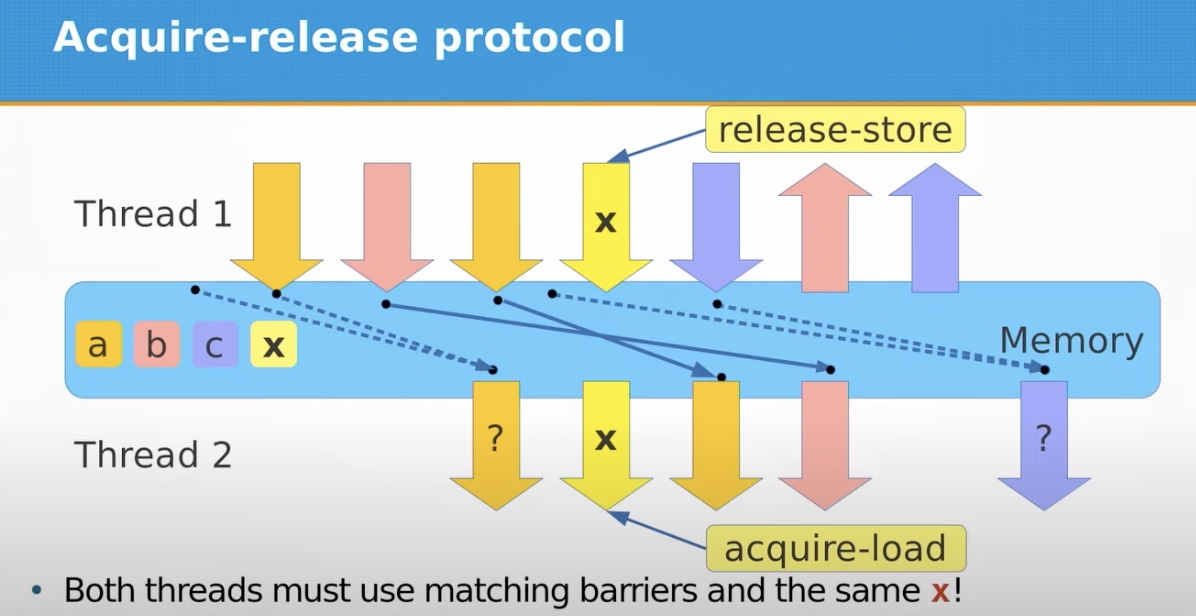 Acquire-release protocol
release-store
Thread 1
x
a b c x
Memory
? x ?
Thread 2
acquire-load
• Both threads must use matching barriers and the same x!